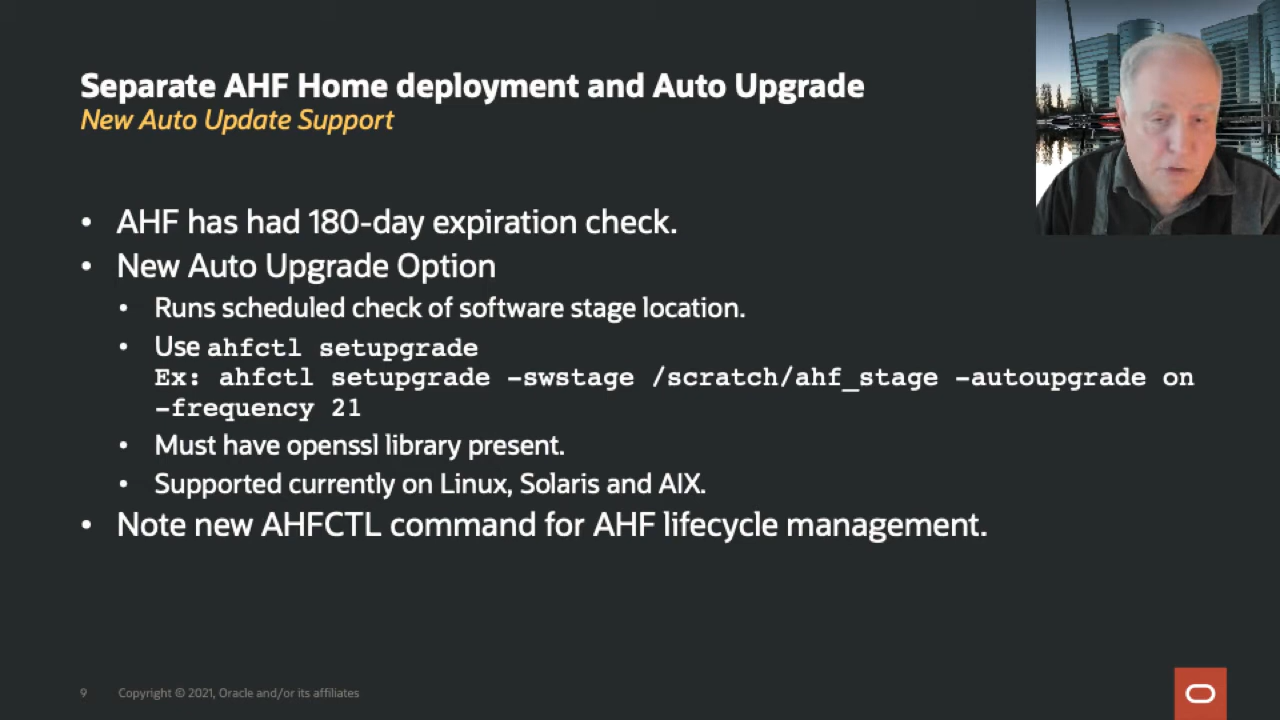 Separate AHF Home deployment and Auto Upgrade
New Auto Update Support
• AHF has had 180-day expiration check.
• New Auto Upgrade Option
• Runs scheduled check of software stage location.
• Use ahfctl setupgrade
Ex: ahfctl setupgrade -swstage /scratch/ahf_stage -autoupgrade on
-frequency 21
• Must have openssl library present.
• Supported currently on Linux, Solaris and AIX.
• Note new AHFCTL command for AHF lifecycle management.
9 Copyright © 2021, Oracle and/or its affiliates